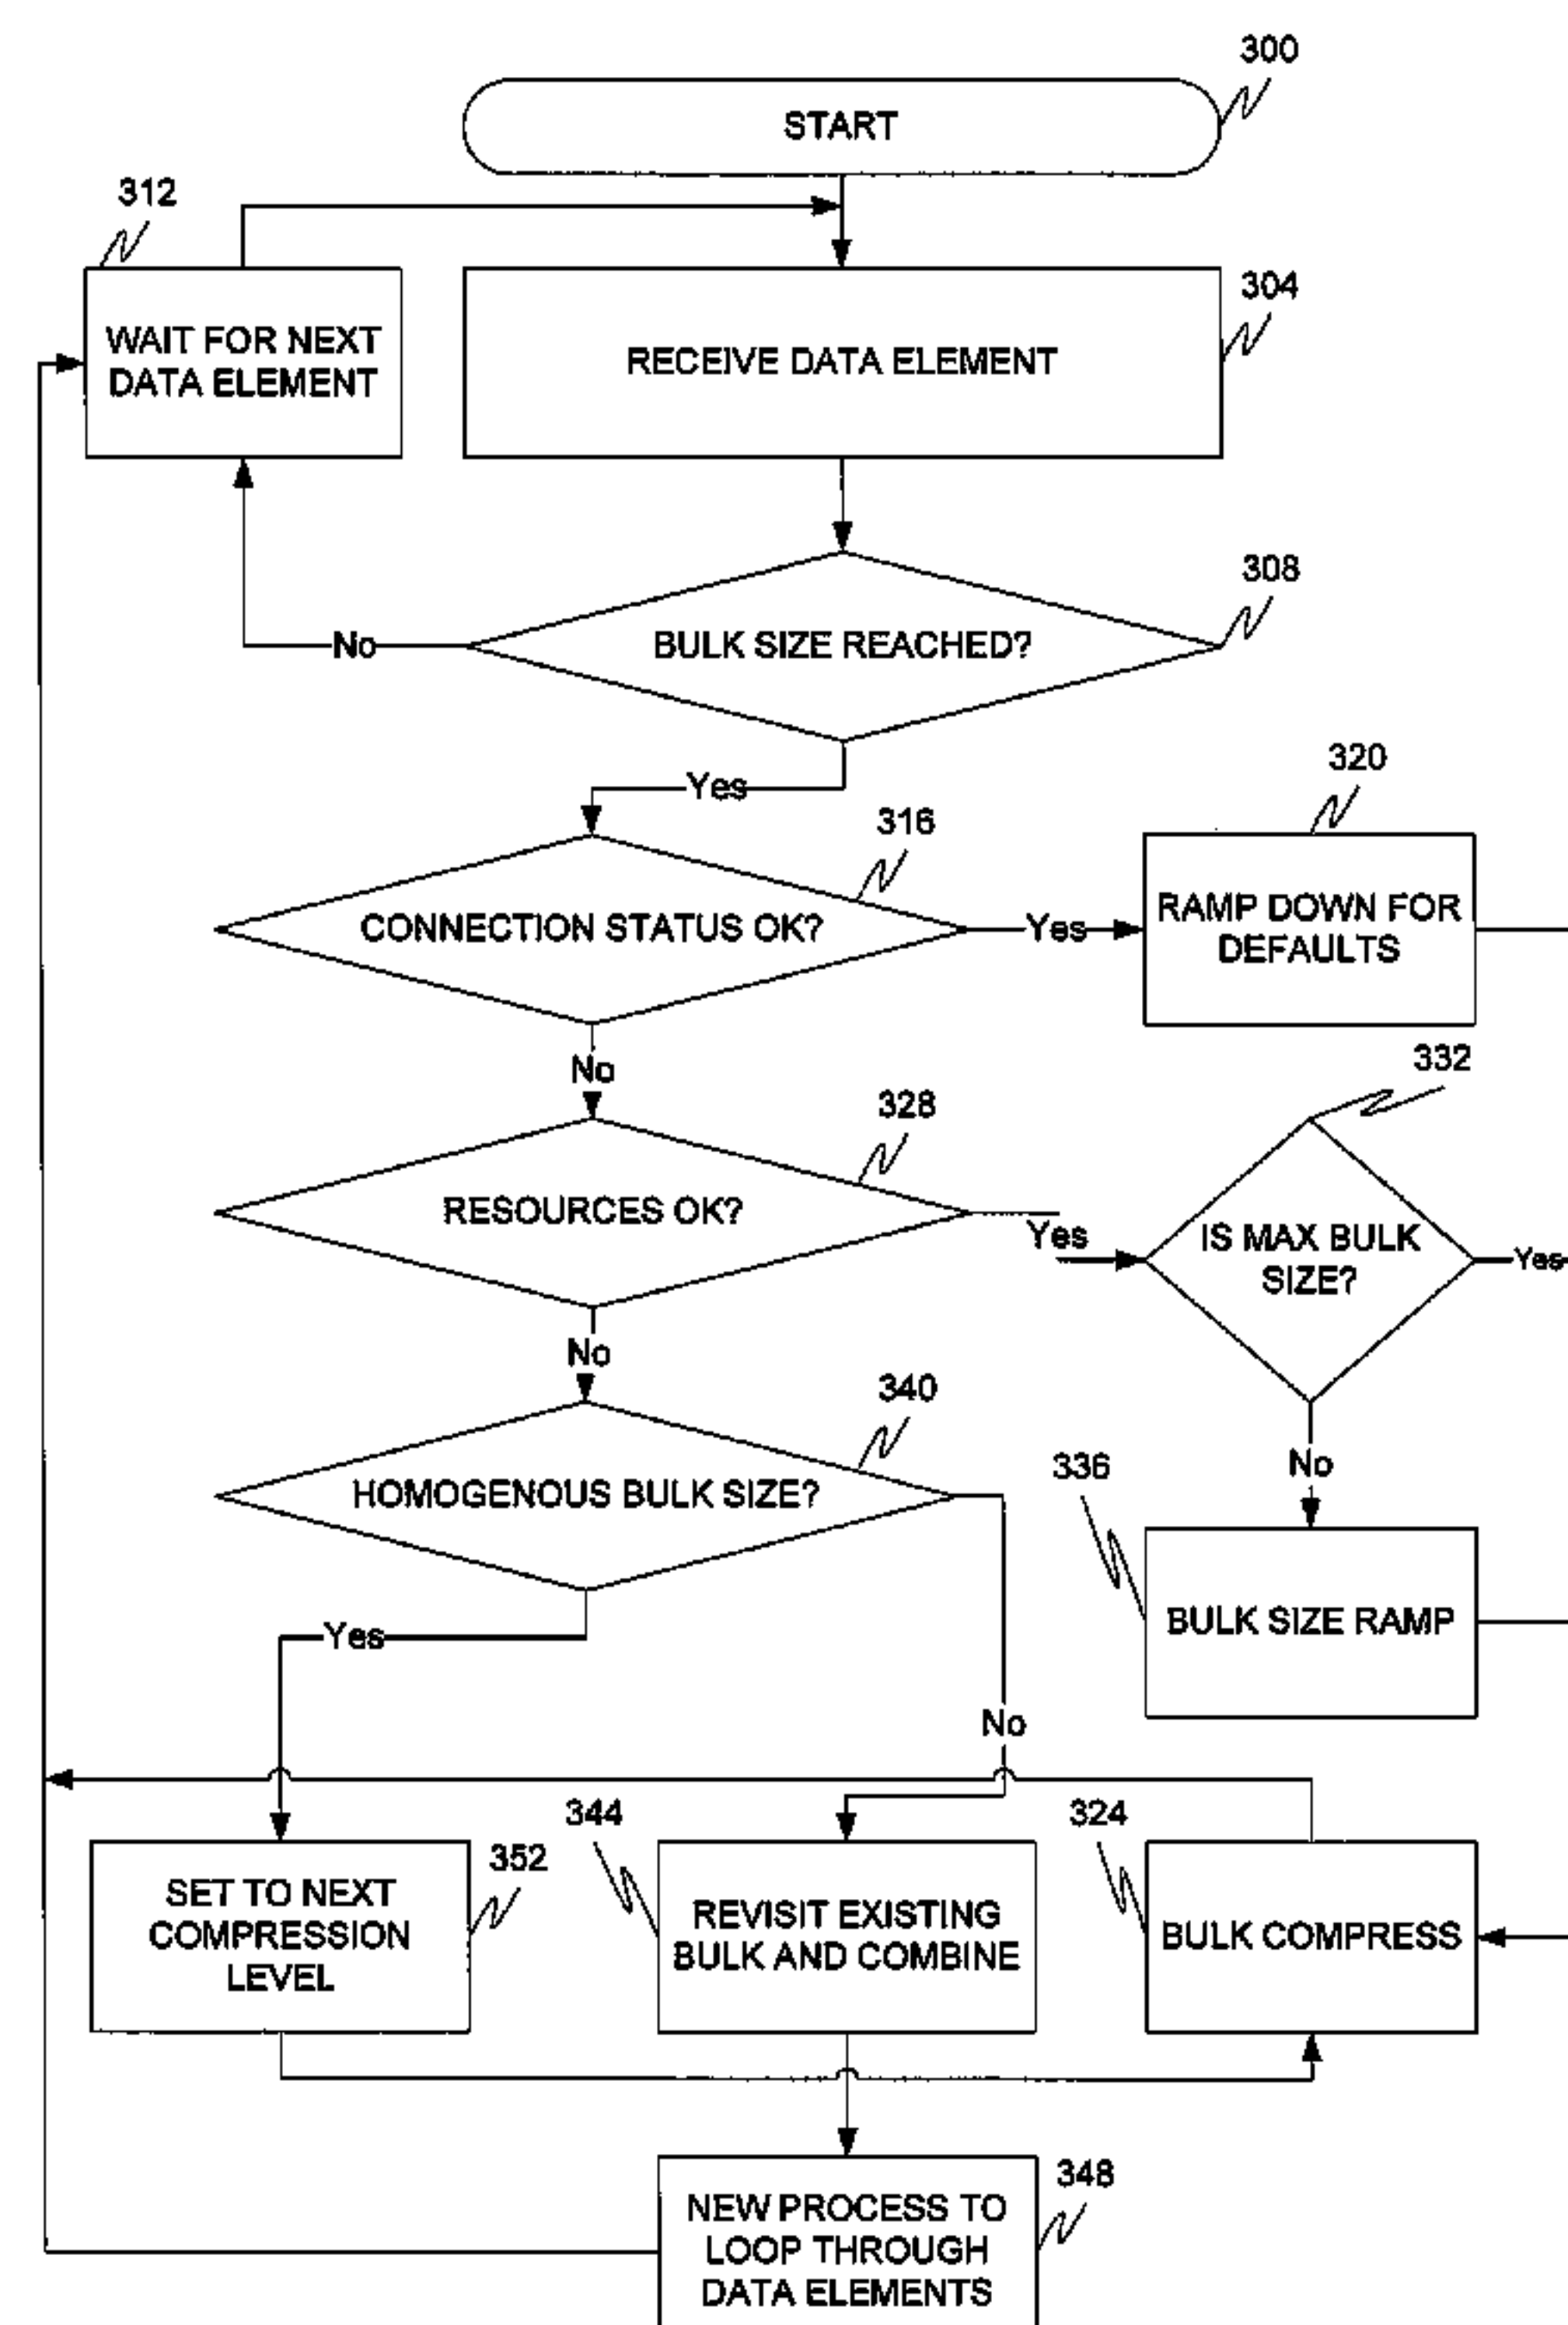 300
START
312
304
WAIT FOR NEXT
DATA ELEMENT
RECEIVE DATA ELEMENT
308
No
BULK SIZE REACHED?
Yes
320
316
CONNECTION STATUS OK?
Yes
RAMP DOWN FOR
DEFAULTS
No
332
328
RESOURCES OK?
Yes
IS MAX BULK
SIZE?
Yes
No
340
No
336
HOMOGENOUS BULK SIZE?
BULK SIZE RAMP
Yes
No
344
324
352
SET TO NEXT
COMPRESSION
LEVEL
REVISIT EXISTING
BULK AND COMBINE
BULK COMPRESS
348
NEW PROCESS TO
LOOP THROUGH
DATA ELEMENTS